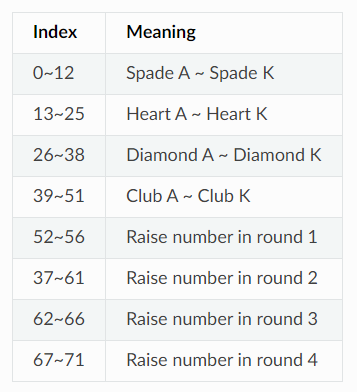 Index Meaning
0~12 Spade A ~ Spade K
13~25 Heart A ~ Heart K
26~38 Diamond A ~ Diamond K
39~51 Club A ~ Club K
52~56 Raise number in round 1
37~61 Raise number in round 2
62~66 Raise number in round 3
67~71 Raise number in round 4